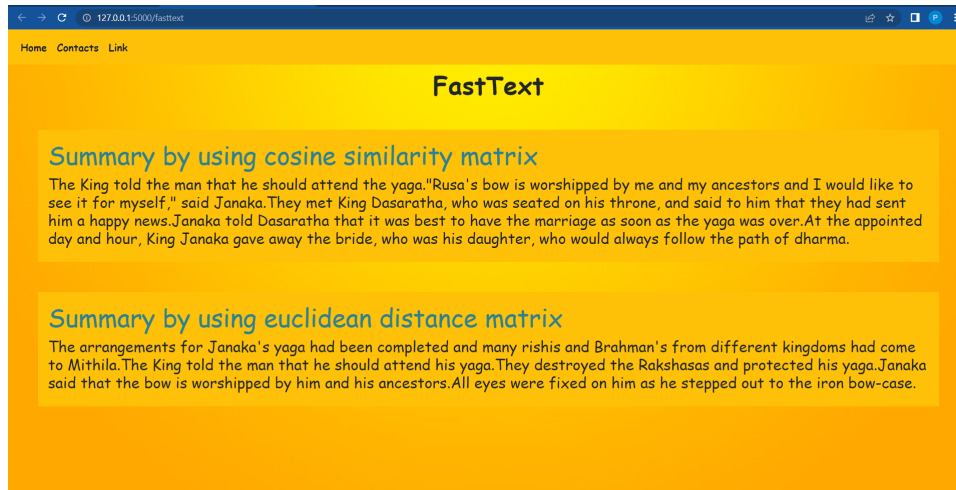 127.0.0.1:5000/fasttext
P
Home Contacts Link
FastText
Summary by using cosine similarity matrix
The King told the man that he should attend the yaga."Rusa's bow is worshipped by me and my ancestors and I would like to
see it for myself," said Janaka.They met King Dasaratha, who was seated on his throne, and said to him that they had sent
him a happy news.Janaka told Dasaratha that it was best to have the marriage as soon as the yaga was over.At the appointed
day and hour, King Janaka gave away the bride, who was his daughter, who would always follow the path of dharma.
Summary by using euclidean distance matrix
The arrangements for Janaka's yaga had been completed and many rishis and Brahman's from different kingdoms had come
to Mithila.The King told the man that he should attend his yaga.They destroyed the Rakshasas and protected his yaga.Janaka
said that the bow is worshipped by him and his ancestors.All eyes were fixed on him as he stepped out to the iron bow-case.